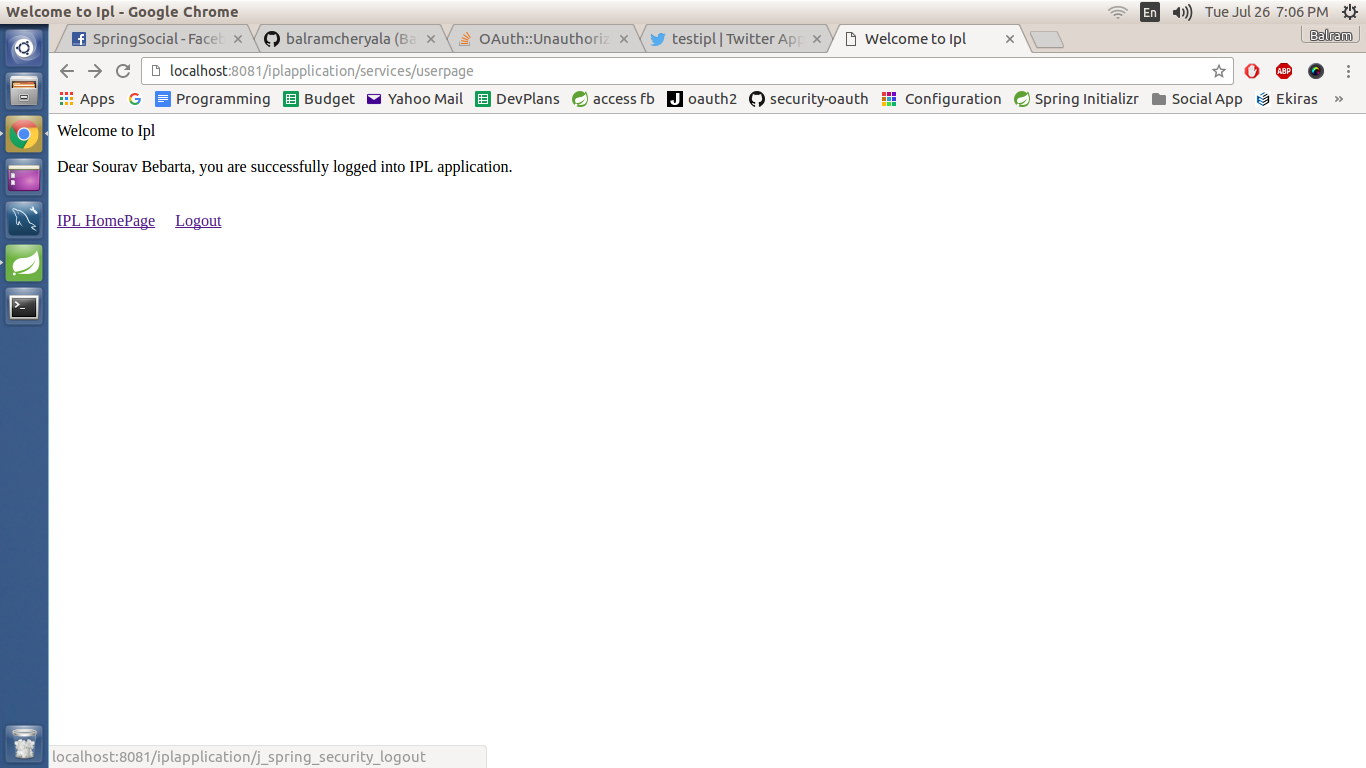 Welcome to Ipl - Google Chrome
En
Tue Jul 26 7:06 PM
SpringSocial - Faceb
balramcheryala (Ba
OAuth::Unauthoriz
testipl | Twitter App
Welcome to Ipl
Balram
localhost:8081/iplapplication/services/userpage
ABP
Apps
Programming
Budget
Yahoo Mail
DevPlans
access fb
J
oauth2
security-oauth
Configuration
Spring Initializr
Social App
Ekiras
»
Welcome to Ipl
Dear Sourav Bebarta, you are successfully logged into IPL application.
IPL HomePage Logout
localhost:8081/iplapplication/j_spring_security_logout